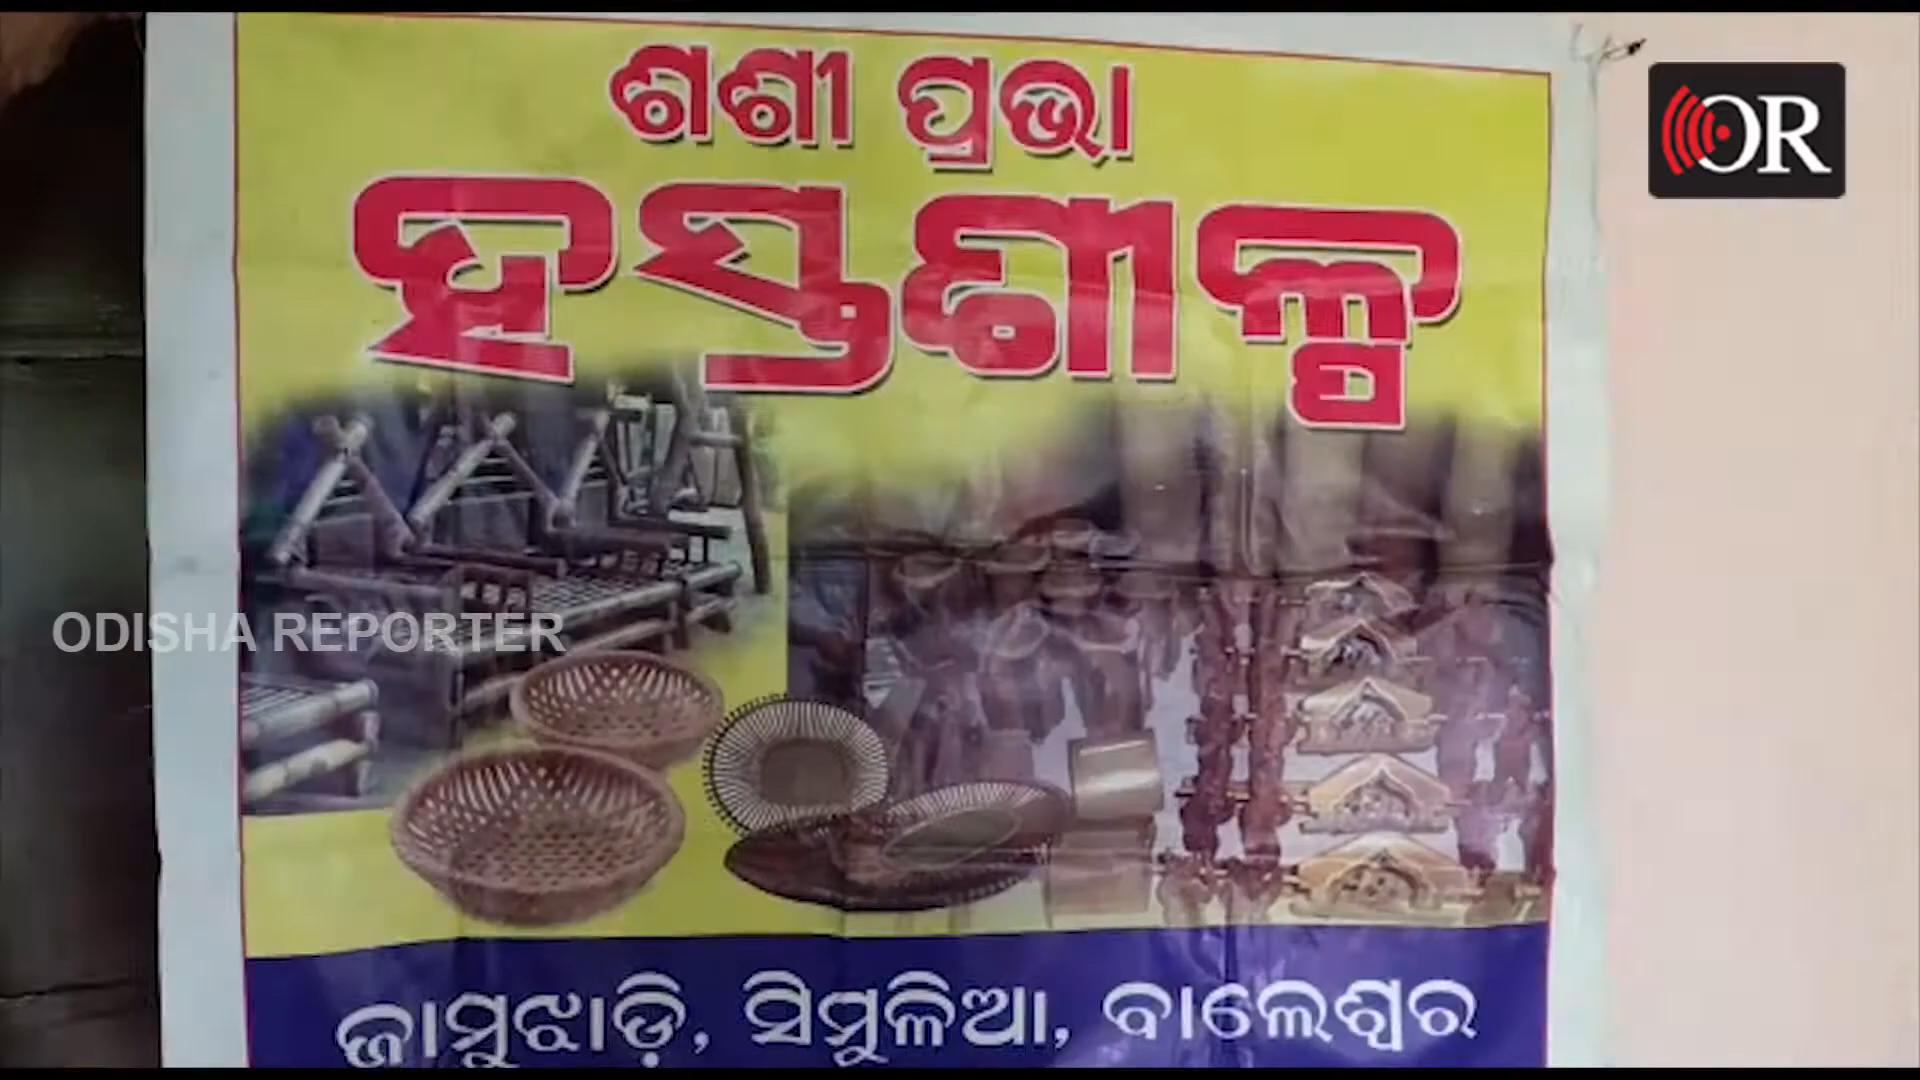 ଶଶୀ ପ୍ରଭା
OR
ହସ୍ତଶୀଳ୍ପ
ODISHA REPORTER
ଜାମୁଝାଡ଼ି, ସିମୁଳିଆ, ବାଲେଶ୍ୱର